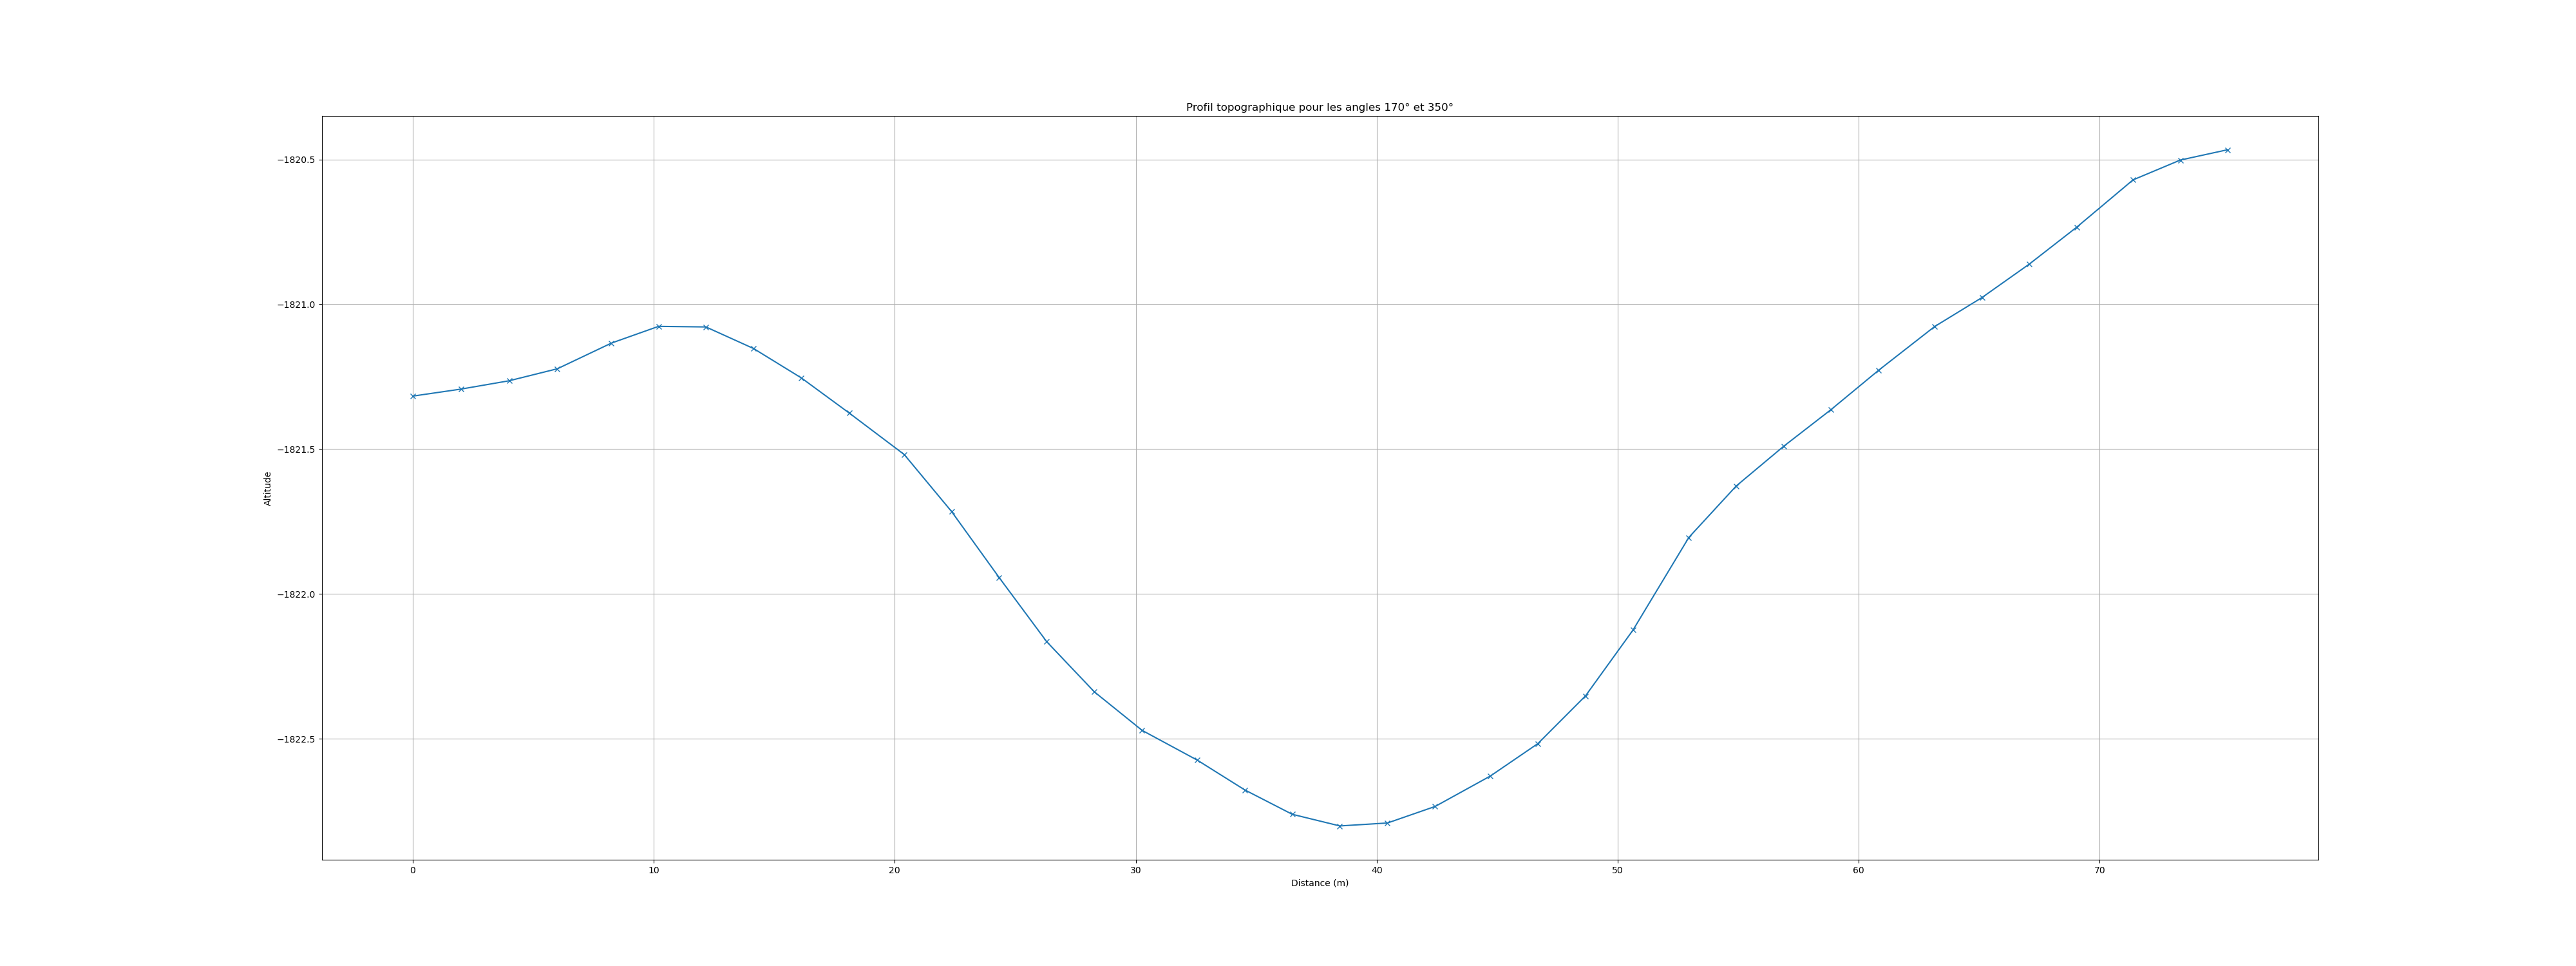 Profil topographique pour les angles 170° et 350°
Altitude
−1820.5
−1821.0
−1821.5
−1822.0
−1822.5
0 10 20 30 40 50 60 70
Distance (m)